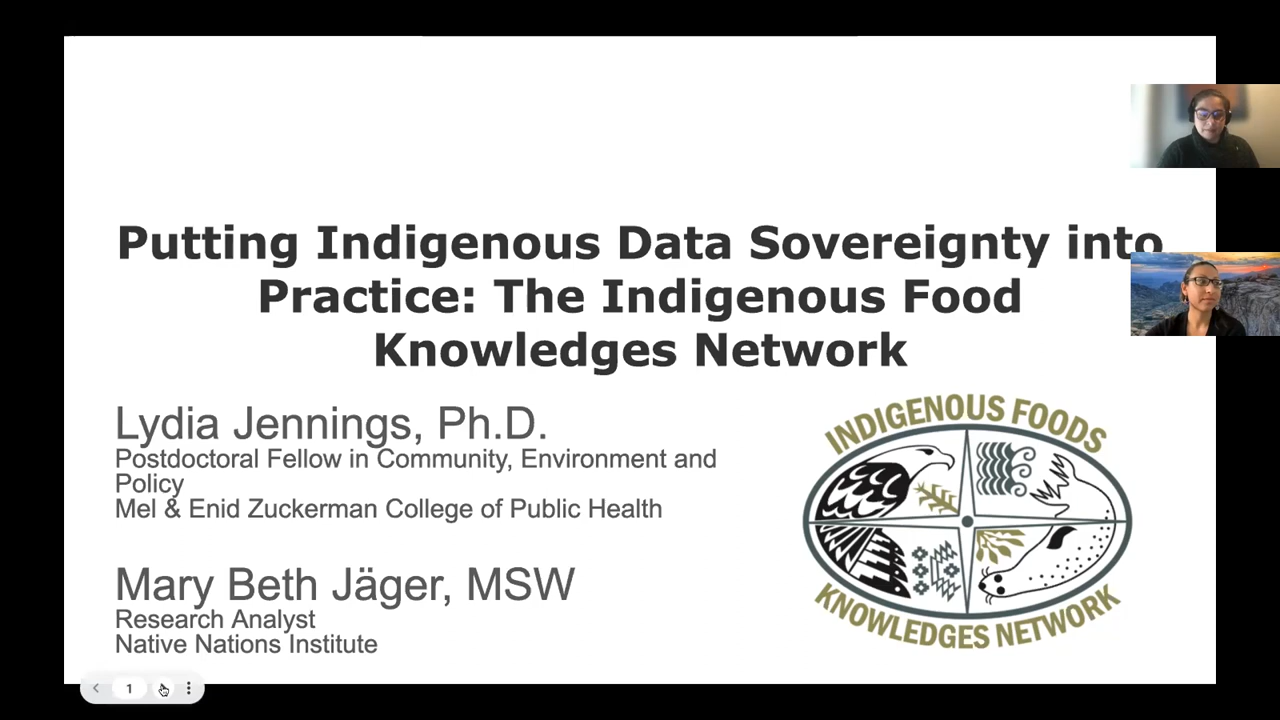 Putting Indigenous Data Sovereignty into
Practice: The Indigenous Food
Knowledges Network
Lydia Jennings, Ph.D.
Postdoctoral Fellow in Community, Environment and
Policy
Mel & Enid Zuckerman College of Public Health
Mary Beth Jäger, MSW
Research Analyst
Native Nations Institute
INDIGENOUS FOODS
KNOWLEDGES NETWORK
1